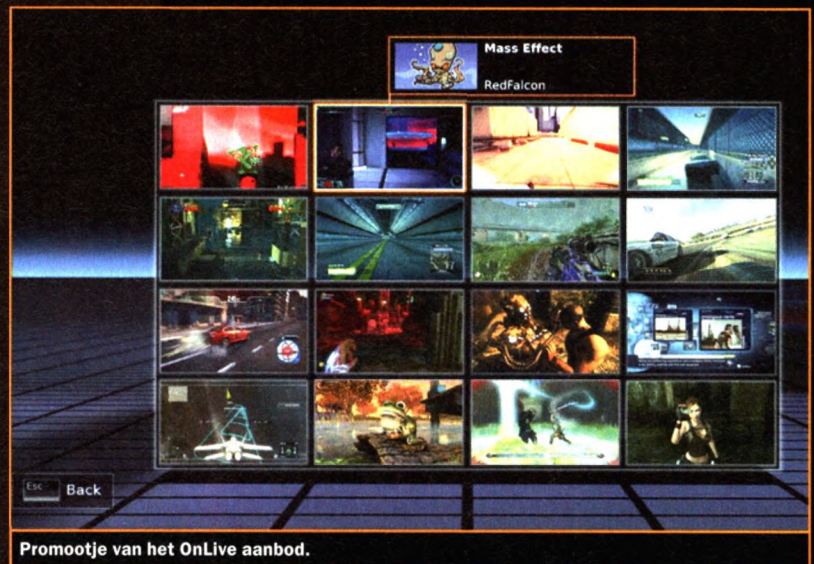 Mass Effect
RedFalcon
Esc
Back
Promootje van het OnLive aanbod.